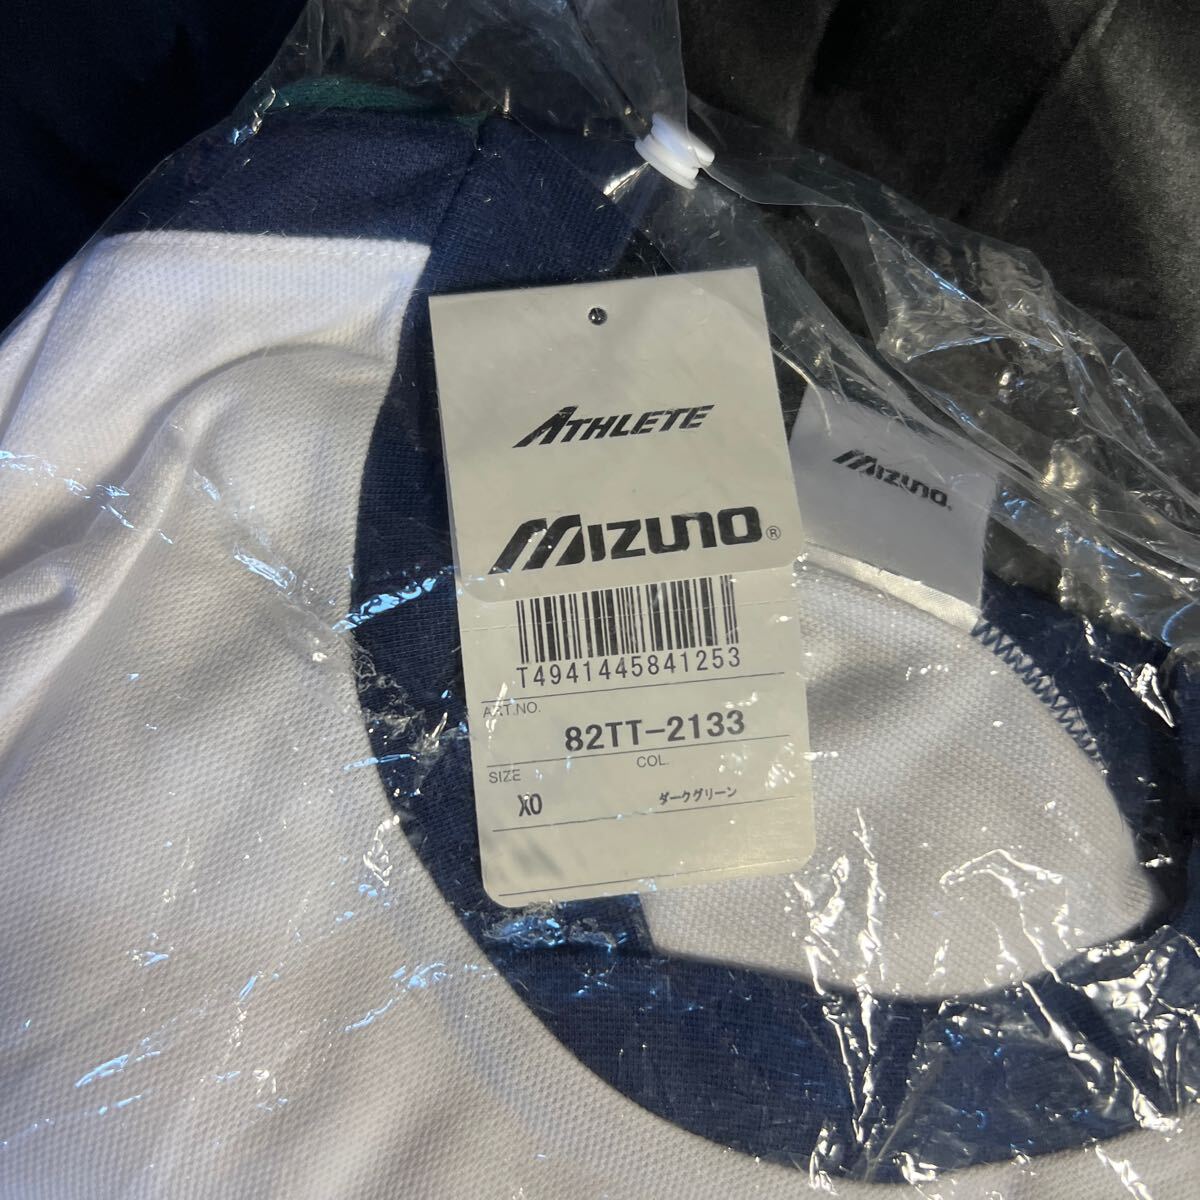 ATHLETE
MIZUNO®
MIZUNO
T4941445841253
ART.NO.
82TT-2133
SIZE
COL.
XO
ダークグリーン